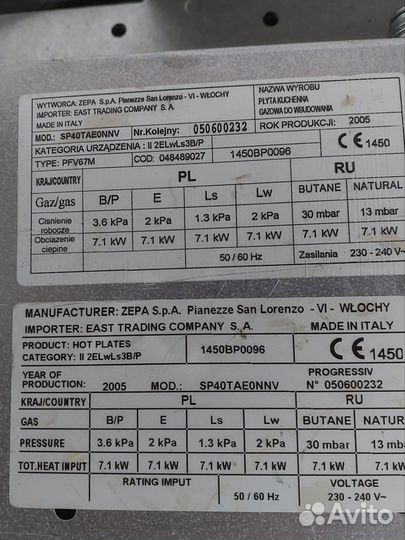 WYTWORCA: ZEPA S.p.A. Pianezze San Lorenzo - VI - WŁOCHY
IMPORTER: EAST TRADING COMPANY S. A.
MADE IN ITALY
NAZWA WYROBU
PŁYTA KUCHENNA
GAZOWA DO WBUDOWANIA
MOD.: SP40TAE0NNV Nr.Kolejny: 050600232 ROK PRODUKCJI: 2005
KATEGORIA URZĄDZENIA : II 2ELwLs3B/P
TYPE: PFV67M COD: 048489027 1450BP0096 CE 1450
KRAJ/COUNTRY PL RU
Gaz/gas B/P E Ls Lw BUTANE NATURAL
Cisnienie robocze 3.6 kPa 2 kPa 1.3 kPa 2 kPa 30 mbar 13 mbar
Obciazenie cieplne 7.1 kW 7.1 kW 7.1 kW 7.1 kW 7.1 kW 7.1 kW
50 / 60 Hz Zasilania 230 - 240 V~
MANUFACTURER: ZEPA S.p.A. Pianezze San Lorenzo - VI - WŁOCHY
IMPORTER: EAST TRADING COMPANY S. A. MADE IN ITALY
PRODUCT: HOT PLATES
CATEGORY: II 2ELwLs3B/P 1450BP0096 CE 1450
YEAR OF PRODUCTION: 2005 MOD.: SP40TAE0NNV PROGRESSIV N° 050600232
KRAJ/COUNTRY PL RU
GAS B/P E Ls Lw BUTANE NATUR
PRESSURE 3.6 kPa 2 kPa 1.3 kPa 2 kPa 30 mbar 13 mba
TOT.HEAT INPUT 7.1 kW 7.1 kW 7.1 kW 7.1 kW 7.1 kW 7.1 kW
RATING IMPUT 50 / 60 Hz VOLTAGE 230 - 240 V~
Avito